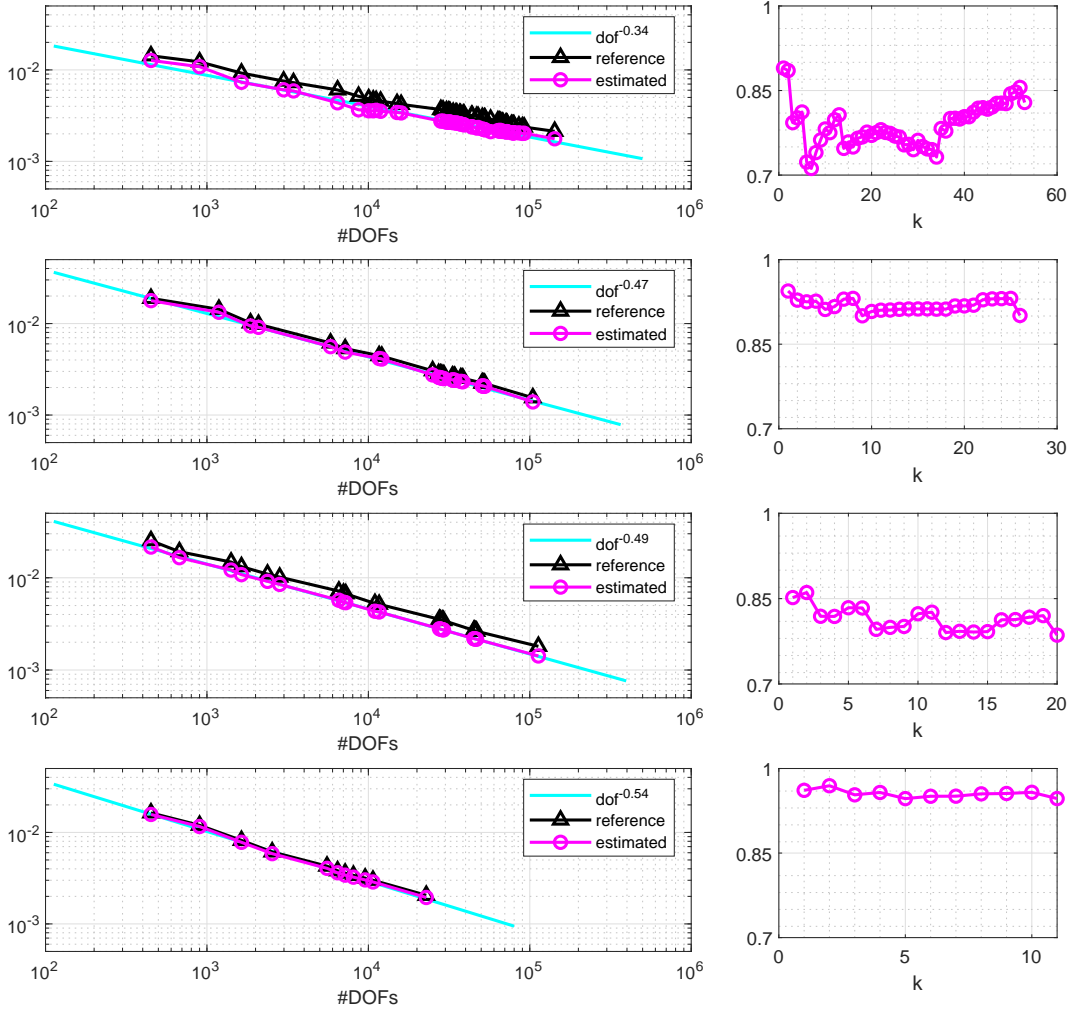 10^-2
10^-3
10^2 10^3 10^4 10^5 10^6
#DOFs
dof^-0.34
reference
estimated
1
0.85
0.7
0 20 40 60
k
10^-2
10^-3
10^2 10^3 10^4 10^5 10^6
#DOFs
dof^-0.47
reference
estimated
1
0.85
0.7
0 10 20 30
k
10^-2
10^-3
10^2 10^3 10^4 10^5 10^6
#DOFs
dof^-0.49
reference
estimated
1
0.85
0.7
0 5 10 15 20
k
10^-2
10^-3
10^2 10^3 10^4 10^5 10^6
#DOFs
dof^-0.54
reference
estimated
1
0.85
0.7
0 5 10
k